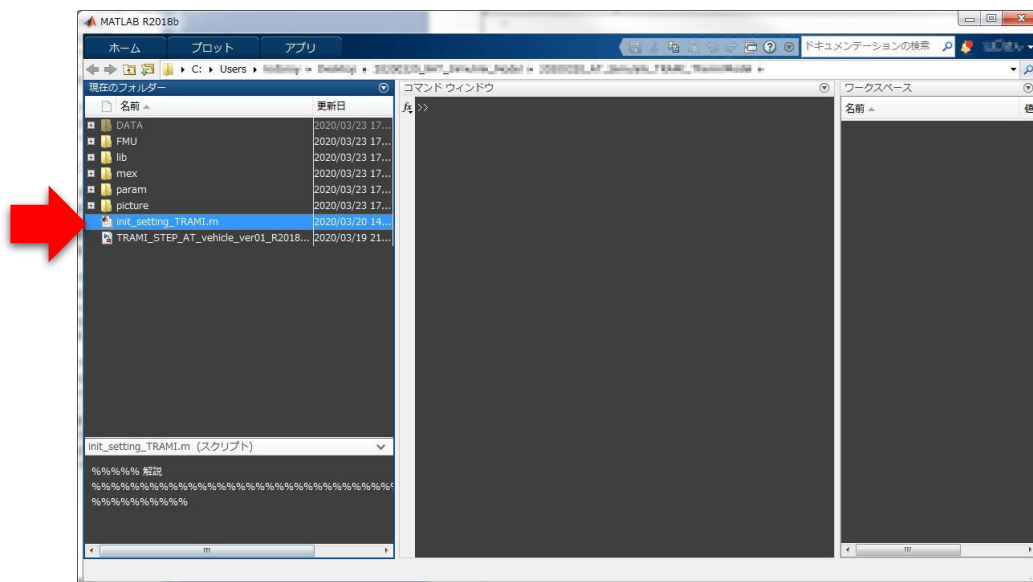 MATLAB R2018b
ホーム プロット アプリ
ドキュメンテーションの検索
C: Users
現在のフォルダー
名前 更新日
DATA 2020/03/23 17...
FMU 2020/03/23 17...
lib 2020/03/23 17...
mex 2020/03/23 17...
param 2020/03/23 17...
picture 2020/03/23 17...
init_setting_TRAMI.m 2020/03/20 14...
TRAMI_STEP_AT_vehicle_ver01_R2018... 2020/03/19 21...
init_setting_TRAMI.m (スクリプト)
%%%%% 解説
%%%%%%%%%%%%%%%%%%%%%%%%%%%%%%%%%%%
%%%%%%%%%%
コマンド ウィンドウ
fx >>
ワークスペース
名前 値